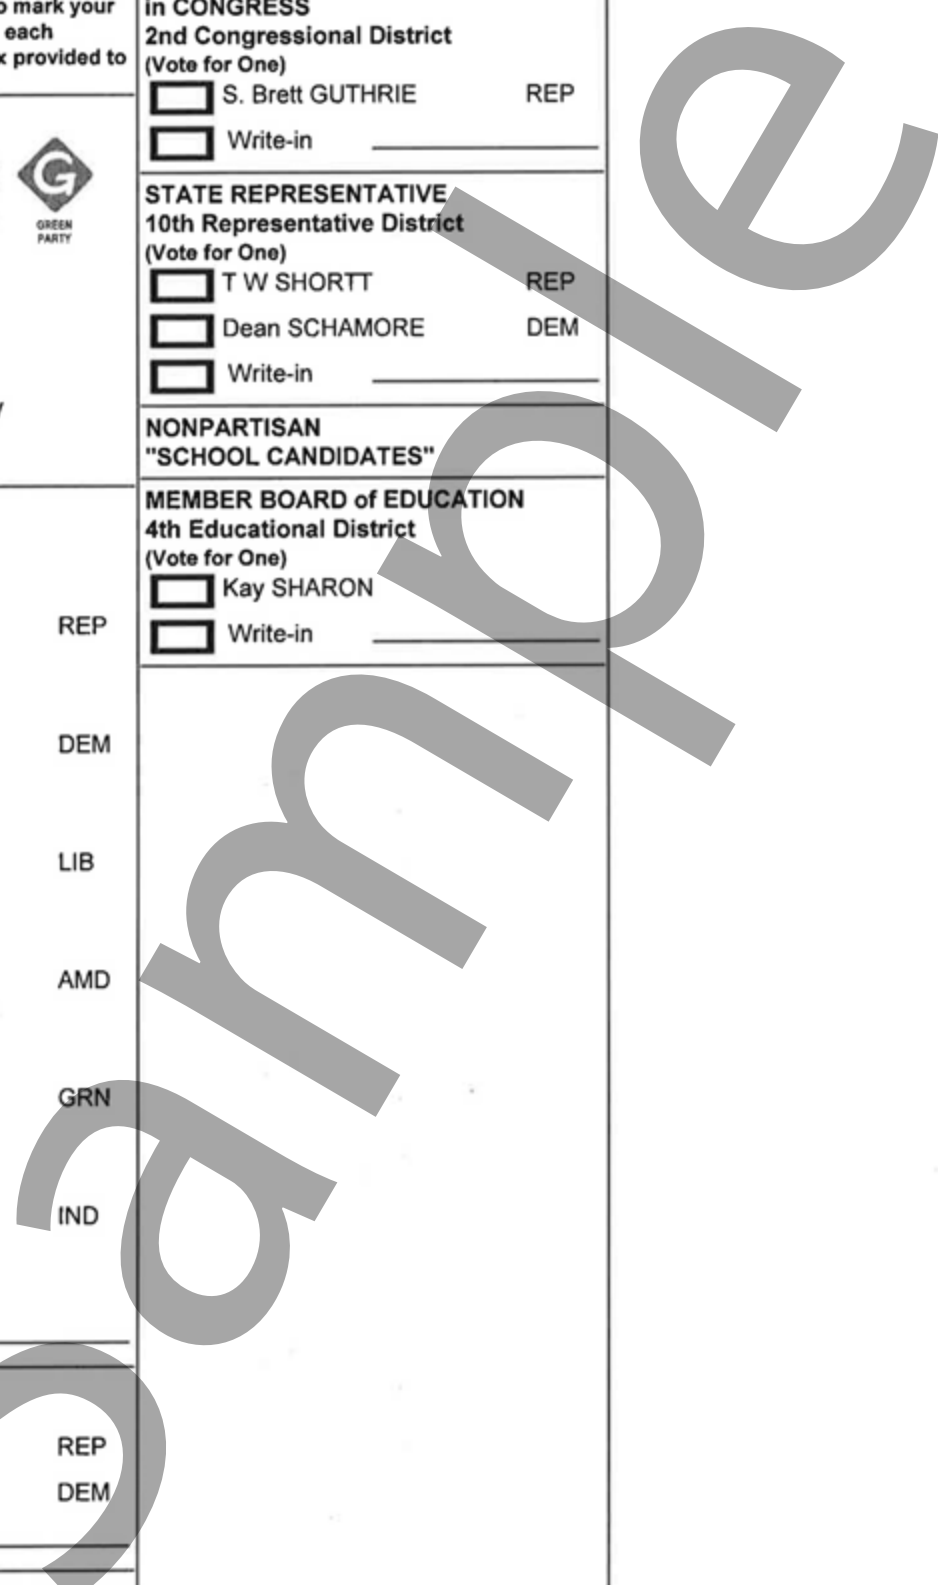 o mark your
each
x provided to
GREEN
PARTY
REP
DEM
LIB
AMD
GRN
IND
REP
DEM
in CONGRESS
2nd Congressional District
(Vote for One)
S. Brett GUTHRIE REP
Write-in
STATE REPRESENTATIVE
10th Representative District
(Vote for One)
T W SHORTT REP
Dean SCHAMORE DEM
Write-in
NONPARTISAN
"SCHOOL CANDIDATES"
MEMBER BOARD of EDUCATION
4th Educational District
(Vote for One)
Kay SHARON
Write-in
ample